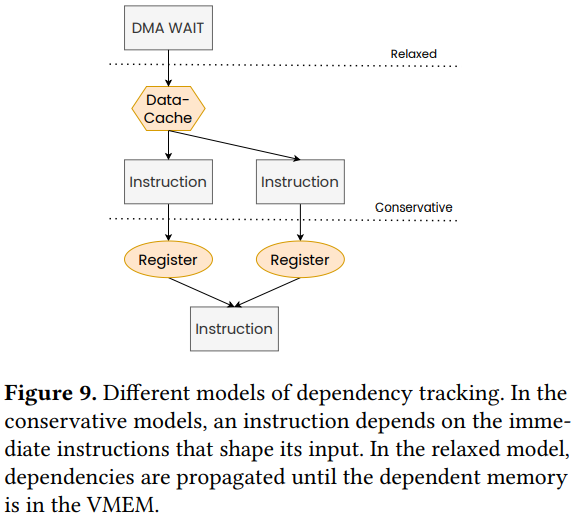 DMA WAIT
Relaxed
Data-
Cache
Instruction
Instruction
Conservative
Register
Register
Instruction
Figure 9. Different models of dependency tracking. In the
conservative models, an instruction depends on the imme-
diate instructions that shape its input. In the relaxed model,
dependencies are propagated until the dependent memory
is in the VMEM.